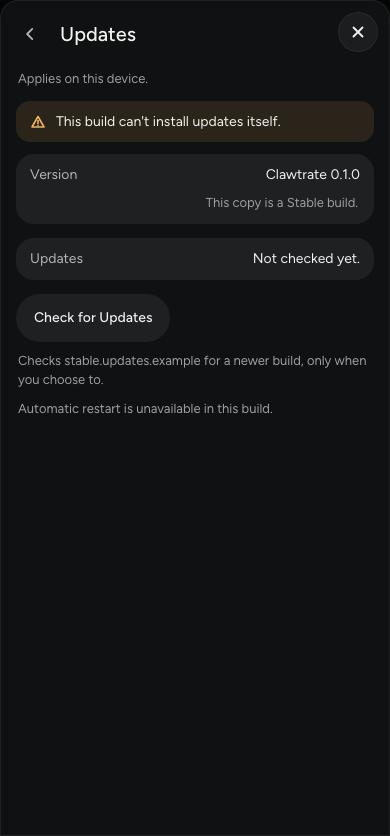 Updates
Applies on this device.
This build can't install updates itself.
Version
Clawtrate 0.1.0
This copy is a Stable build.
Updates
Not checked yet.
Check for Updates
Checks stable.updates.example for a newer build, only when
you choose to.
Automatic restart is unavailable in this build.